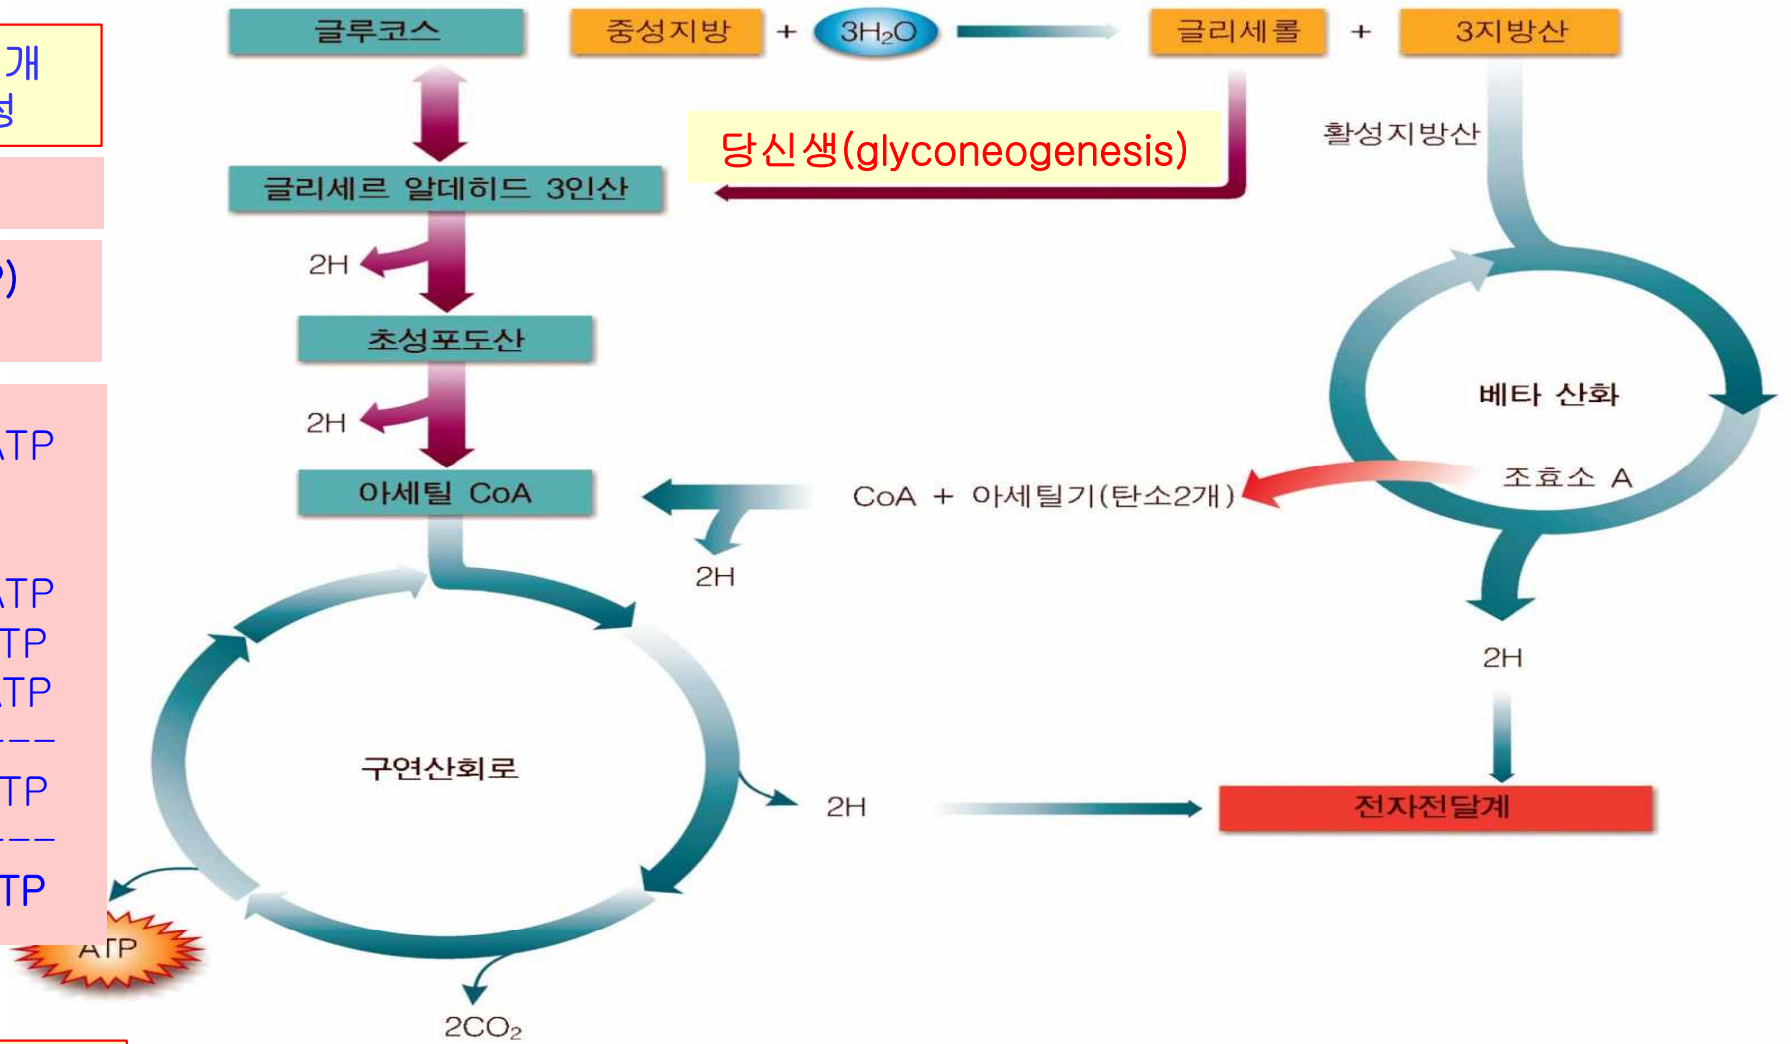 글루코스
중성지방 + 3H₂O
글리세롤 + 3지방산
개
성
당신생(glyconeogenesis)
활성지방산
글리세르 알데히드 3인산
2H
P)
초성포도산
베타 산화
2H
ATP
조효소 A
아세틸 CoA
CoA + 아세틸기(탄소2개)
2H
ATP
TP
2H
ATP
---
구연산회로
TP
2H
전자전달계
---
TP
ATP
2CO₂